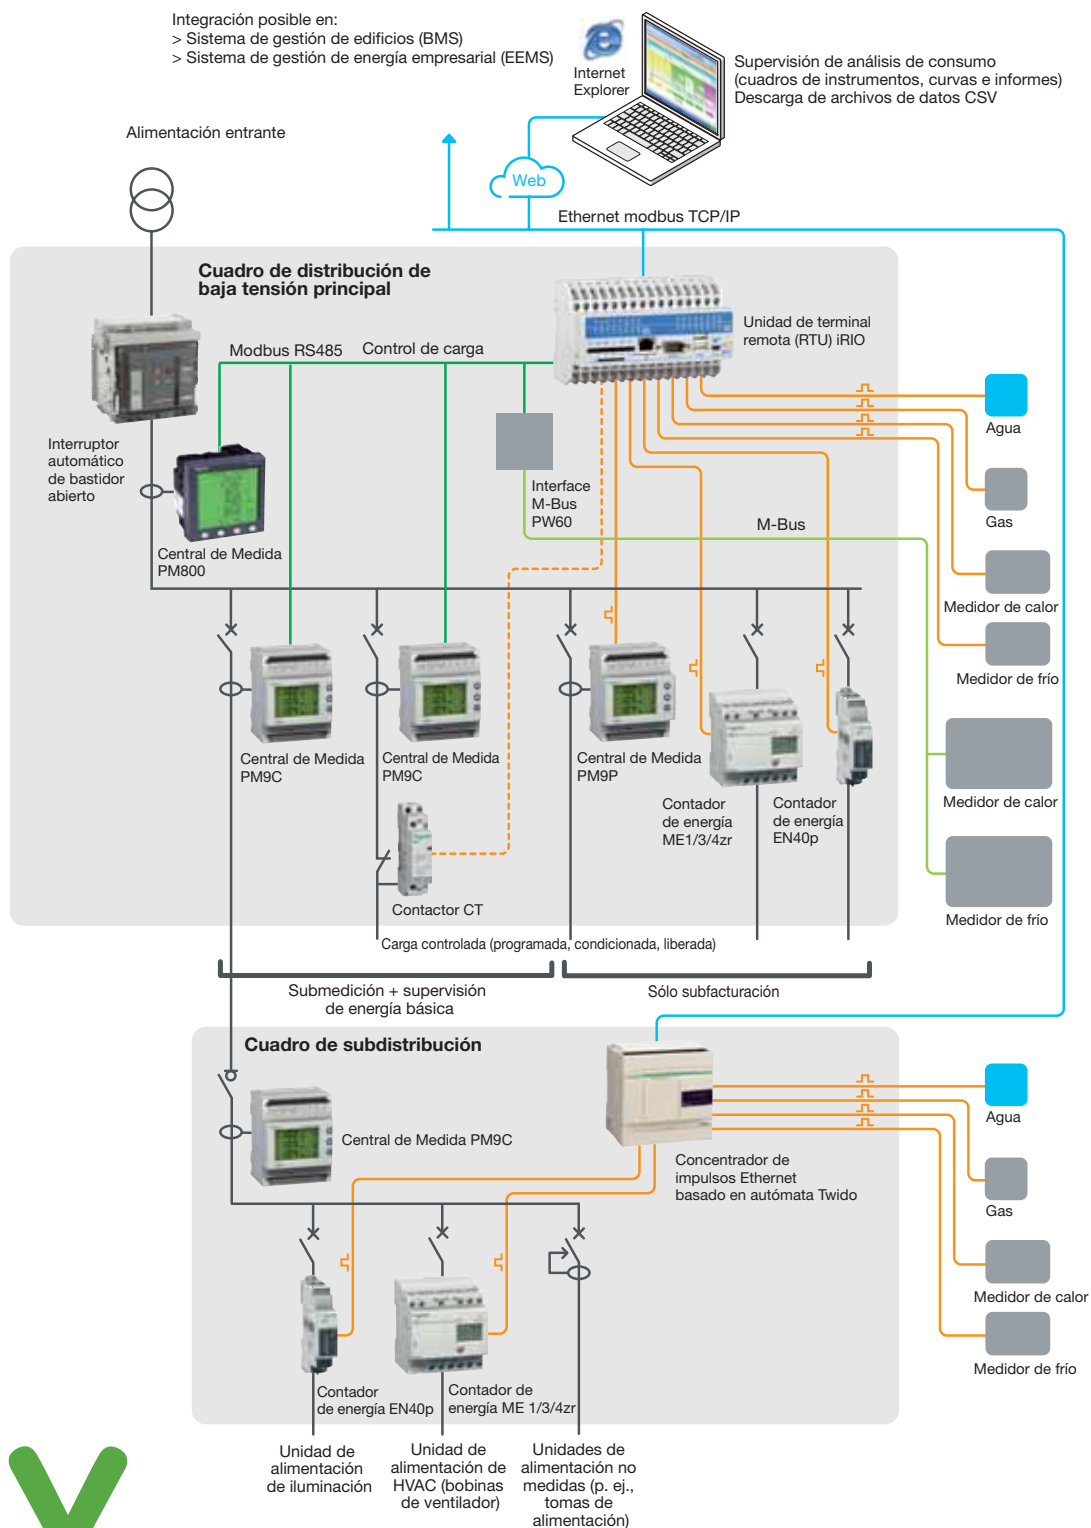 Integración posible en:
> Sistema de gestión de edificios (BMS)
> Sistema de gestión de energía empresarial (EEMS)
Internet
Explorer
Supervisión de análisis de consumo
(cuadros de instrumentos, curvas e informes)
Descarga de archivos de datos CSV
Alimentación entrante
Web
Ethernet modbus TCP/IP
Cuadro de distribución de
baja tensión principal
Unidad de terminal
remota (RTU) iRIO
Modbus RS485
Control de carga
Agua
Interruptor
automático
de bastidor
abierto
Interface
M-Bus
PW60
Gas
M-Bus
Central de Medida
PM800
Medidor de calor
Medidor de frío
Central de Medida
PM9C
Central de Medida
PM9C
Central de Medida
PM9P
Contador
de energía
ME1/3/4zr
Contador
de energía
EN40p
Medidor de calor
Contactor CT
Medidor de frío
Carga controlada (programada, condicionada, liberada)
Submedición + supervisión
de energía básica
Sólo subfacturación
Cuadro de subdistribución
Agua
Central de Medida PM9C
Concentrador de
impulsos Ethernet
basado en autómata Twido
Gas
Medidor de calor
Medidor de frío
Contador
de energía EN40p
Contador de
energía ME 1/3/4zr
Unidad de
alimentación
de iluminación
Unidad de
alimentación de
HVAC (bobinas
de ventilador)
Unidades de
alimentación no
medidas (p. ej.,
tomas de
alimentación)